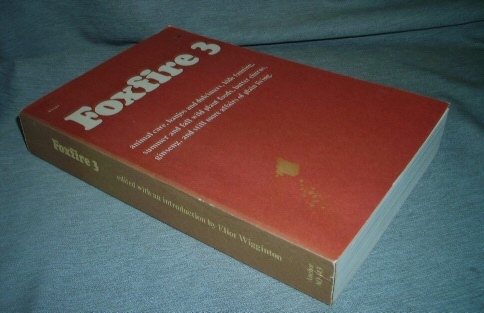 Foxfire 3
animal care, banjos and dulcimers, hide tanning,
summer and fall wild plant foods, butter churns,
ginseng, and still more affairs of plain living.
Foxfire 3
edited with an introduction by Eliot Wigginton